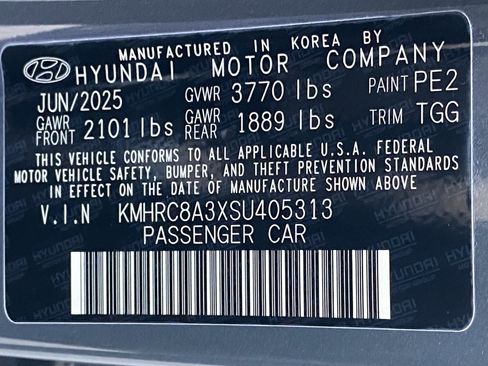 MANUFACTURED IN KOREA BY
HYUNDAI MOTOR COMPANY
JUN/2025 GVWR 3770 lbs PAINT PE2
GAWR FRONT 2101 lbs GAWR REAR 1889 lbs TRIM TGG
THIS VEHICLE CONFORMS TO ALL APPLICABLE U.S.A. FEDERAL
MOTOR VEHICLE SAFETY, BUMPER, AND THEFT PREVENTION STANDARDS
IN EFFECT ON THE DATE OF MANUFACTURE SHOWN ABOVE
V.I.N KMHRC8A3XSU405313
PASSENGER CAR